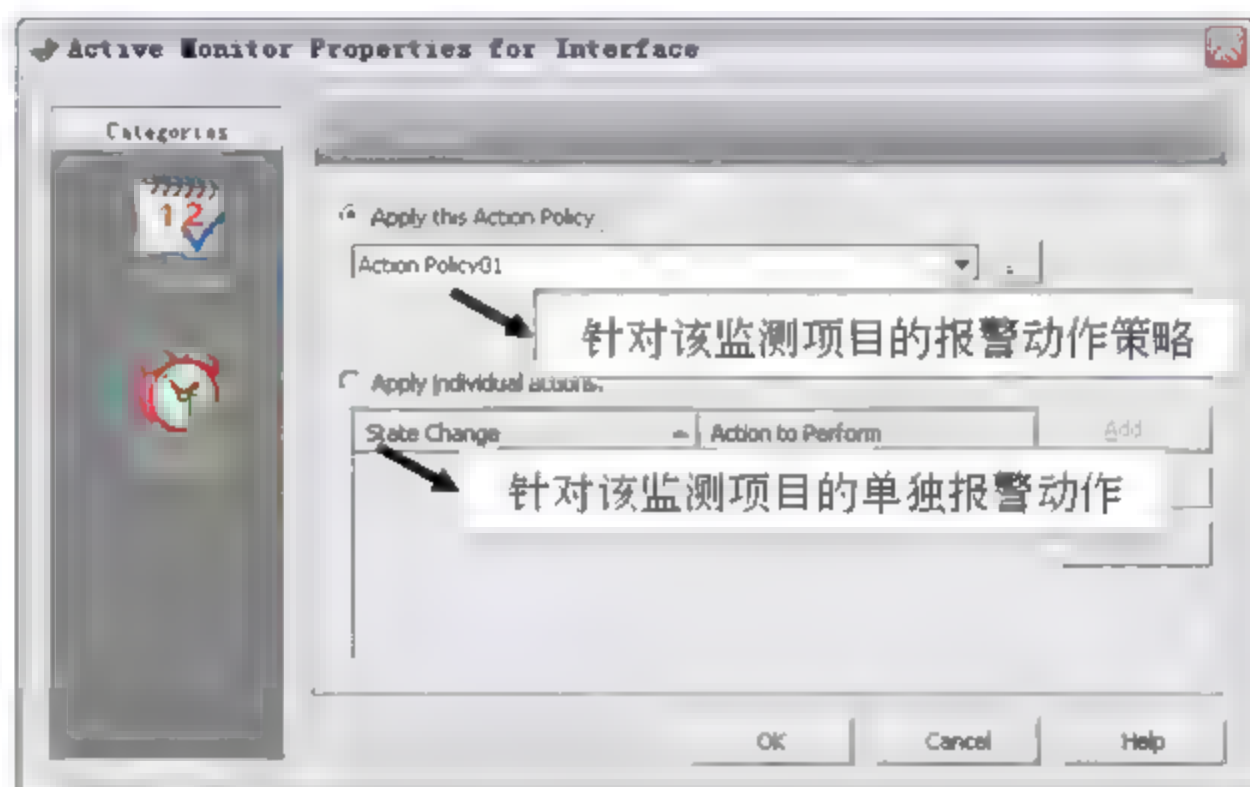 Active Monitor Properties for Interface
Categories
12
Apply this Action Policy
Action Policy01
针对该监测项目的报警动作策略
Apply individual actions:
State Change Action to Perform Add
针对该监测项目的单独报警动作
OK Cancel Help